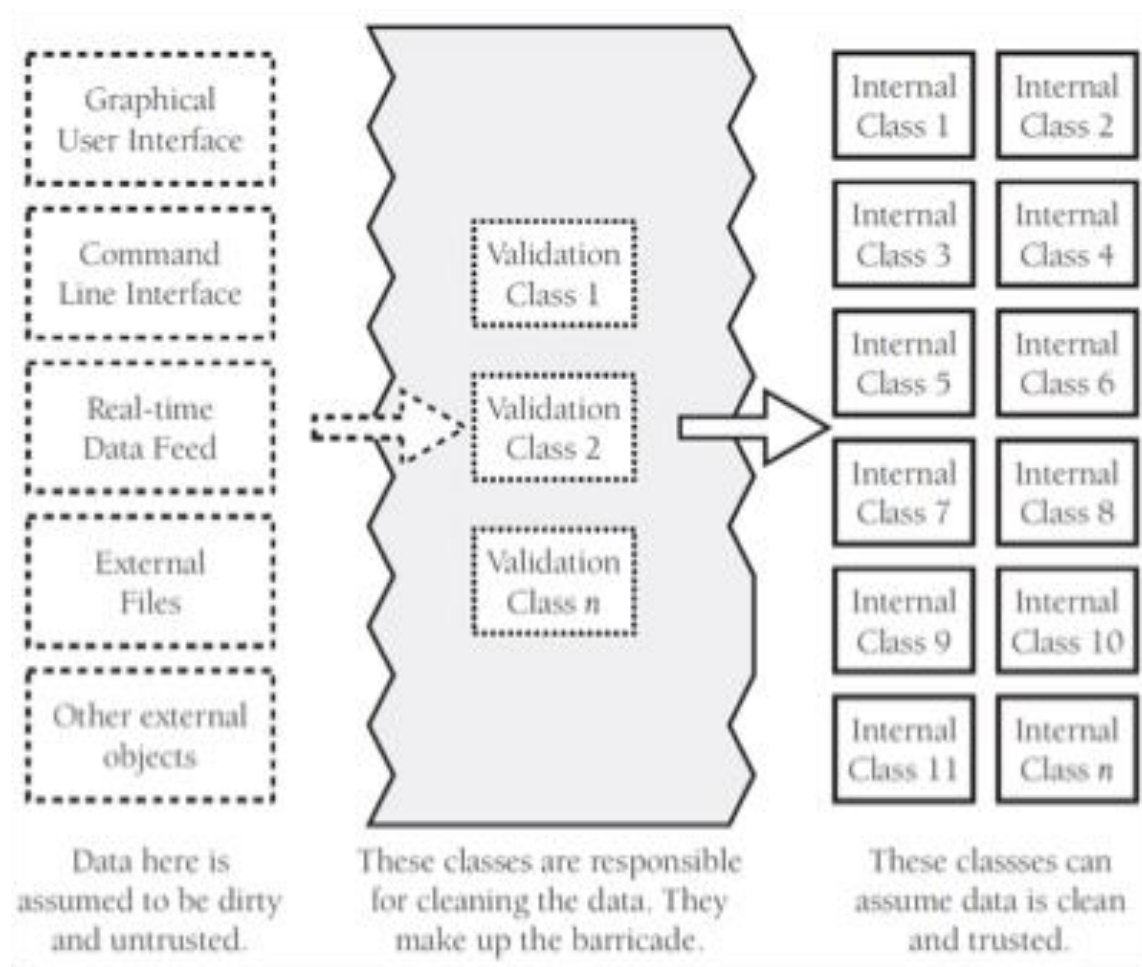 Graphical
User Interface
Command
Line Interface
Real-time
Data Feed
External
Files
Other external
objects
Data here is
assumed to be dirty
and untrusted.
Validation
Class 1
Validation
Class 2
Validation
Class n
These classes are responsible
for cleaning the data. They
make up the barricade.
Internal
Class 1
Internal
Class 2
Internal
Class 3
Internal
Class 4
Internal
Class 5
Internal
Class 6
Internal
Class 7
Internal
Class 8
Internal
Class 9
Internal
Class 10
Internal
Class 11
Internal
Class n
These classses can
assume data is clean
and trusted.